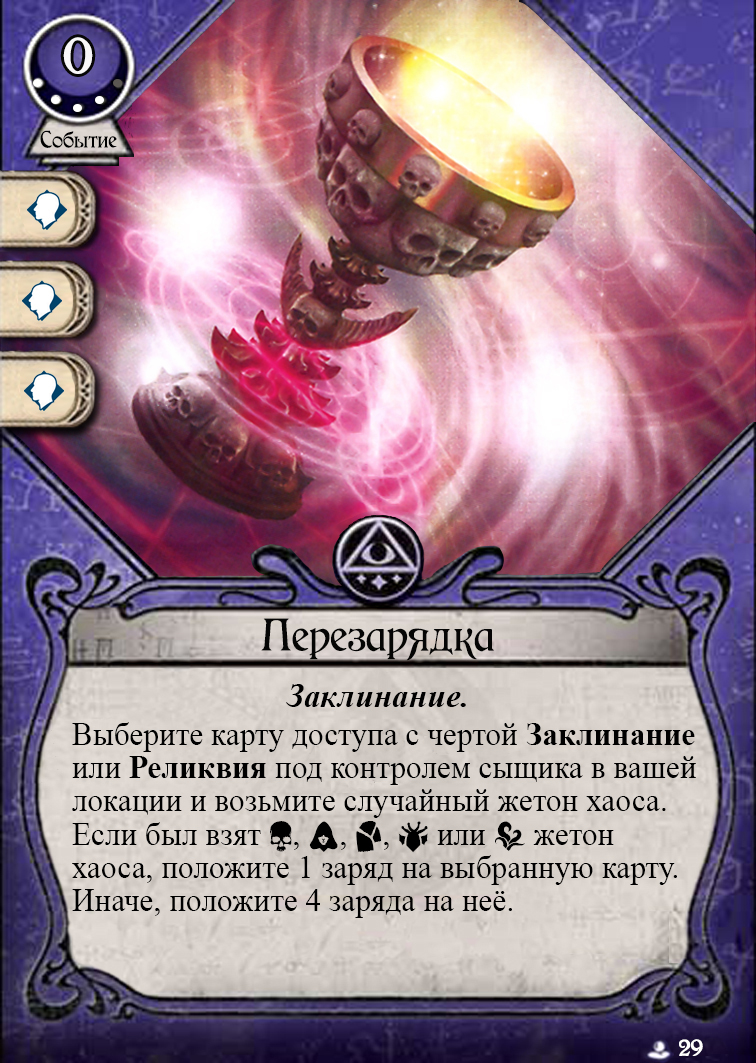 0
Событие
Перезарядка
Заклинание.
Выберите карту доступа с чертой Заклинание
или Реликвия под контролем сыщика в вашей
локации и возьмите случайный жетон хаоса.
Если был взят , , , или жетон
хаоса, положите 1 заряд на выбранную карту.
Иначе, положите 4 заряда на неё.
29